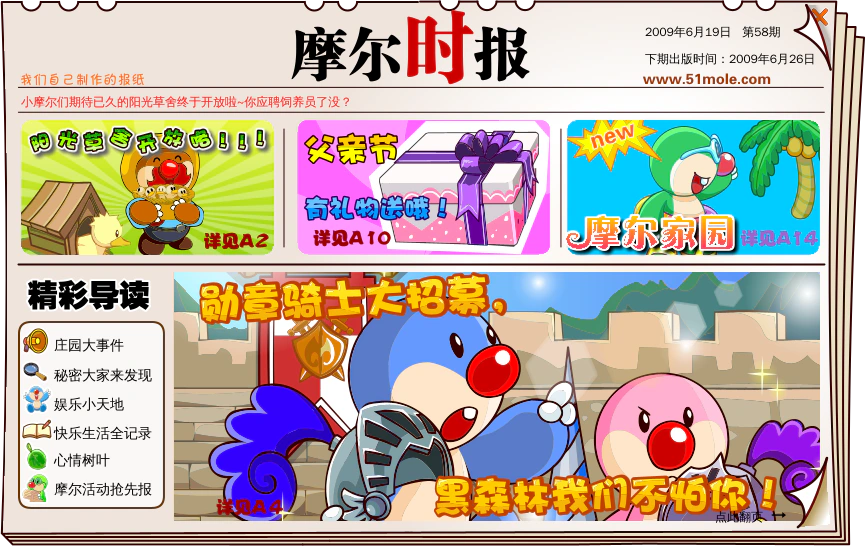 摩尔时报
2009年6月19日 第58期
下期出版时间：2009年6月26日
www.51mole.com
我们自己制作的报纸
小摩尔们期待已久的阳光草舍终于开放啦~你应聘饲养员了没？
阳光草舍开放咯！！！
详见A2
父亲节
有礼物送哦！
详见A10
new
摩尔家园
详见A14
精彩导读
庄园大事件
秘密大家来发现
娱乐小天地
快乐生活全记录
心情树叶
摩尔活动抢先报
勋章骑士大招募，
黑森林我们不怕你！
详见A4
点此翻页